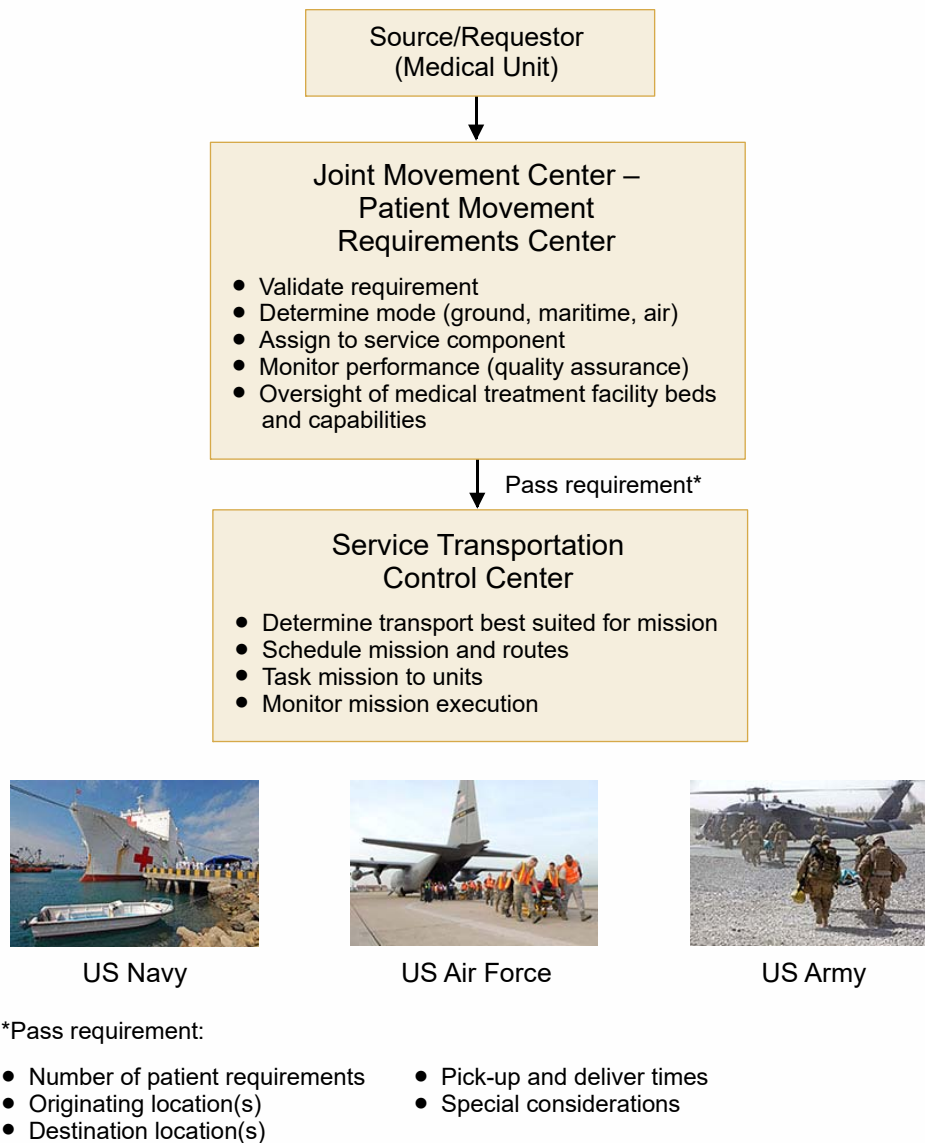 Source/Requestor
(Medical Unit)
Joint Movement Center –
Patient Movement
Requirements Center
● Validate requirement
● Determine mode (ground, maritime, air)
● Assign to service component
● Monitor performance (quality assurance)
● Oversight of medical treatment facility beds
and capabilities
Pass requirement*
Service Transportation
Control Center
● Determine transport best suited for mission
● Schedule mission and routes
● Task mission to units
● Monitor mission execution
US Navy
US Air Force
US Army
*Pass requirement:
● Number of patient requirements
● Originating location(s)
● Destination location(s)
● Pick-up and deliver times
● Special considerations